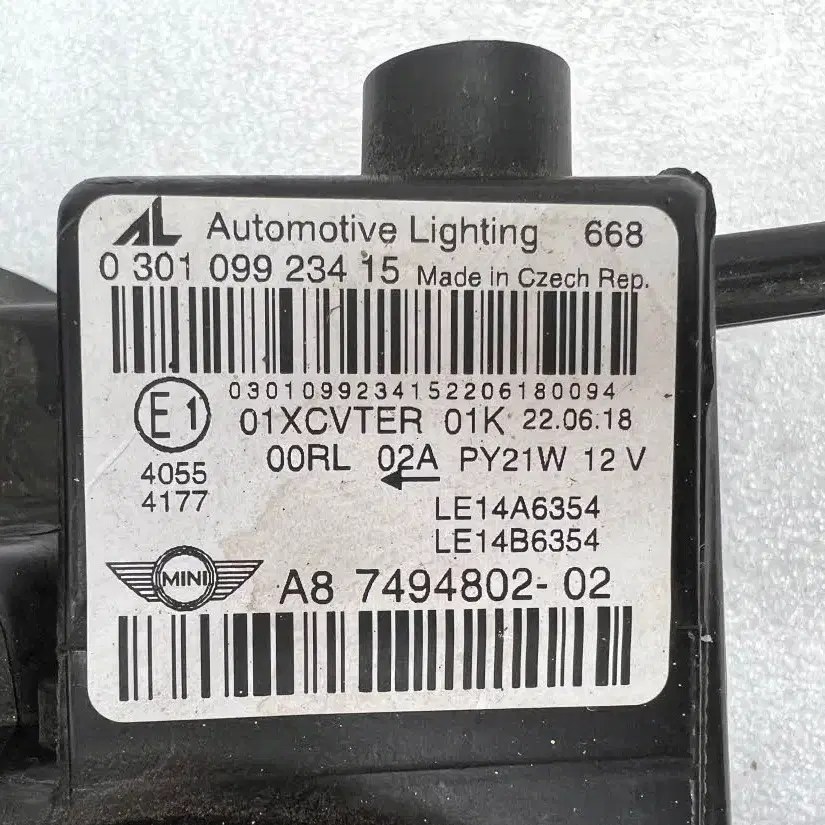 AL Automotive Lighting 668
0 301 099 234 15 Made in Czech Rep.
0301099234152206180094
E1 01XCVTER 01K 22.06.18
00RL 02A PY21W 12 V
4055
4177
LE14A6354
LE14B6354
MINI A8 7494802-02